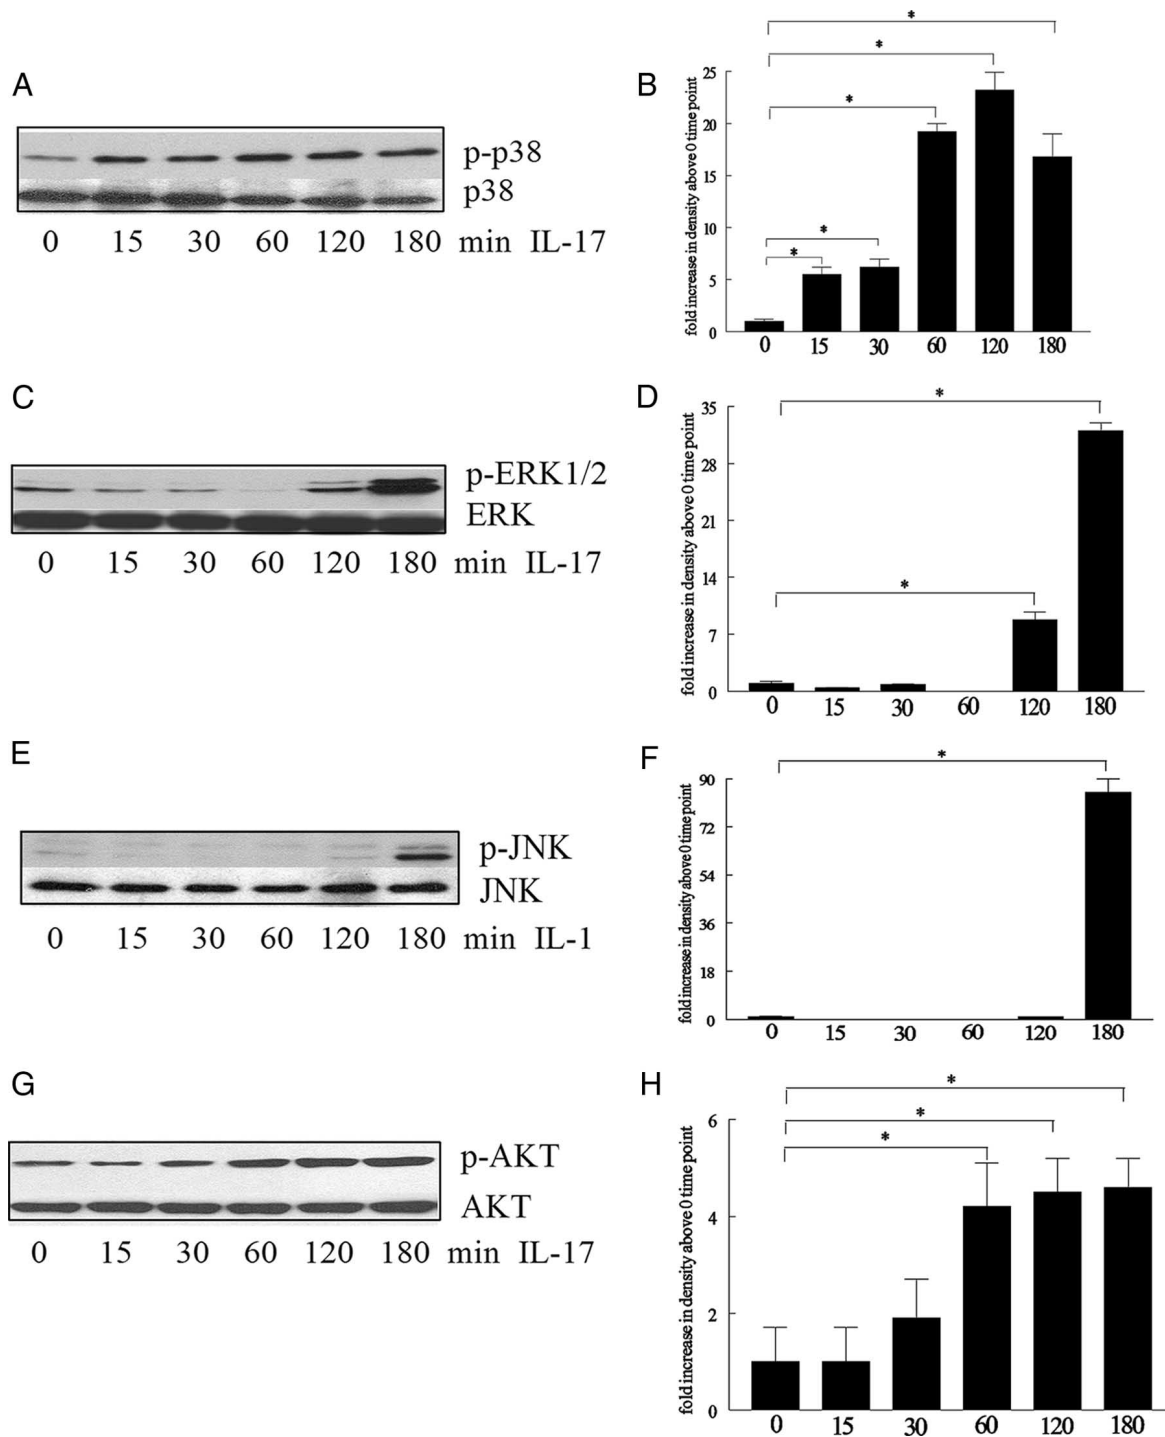 A
p-p38
p38
0 15 30 60 120 180 min IL-17
B
fold increase in density above 0 time point
25
20
15
10
5
0
* * * * *
0 15 30 60 120 180
C
p-ERK1/2
ERK
0 15 30 60 120 180 min IL-17
D
fold increase in density above 0 time point
35
28
21
14
7
0
* *
0 15 30 60 120 180
E
p-JNK
JNK
0 15 30 60 120 180 min IL-1
F
fold increase in density above 0 time point
90
72
54
36
18
0
*
0 15 30 60 120 180
G
p-AKT
AKT
0 15 30 60 120 180 min IL-17
H
fold increase in density above 0 time point
6
4
2
0
* * *
0 15 30 60 120 180